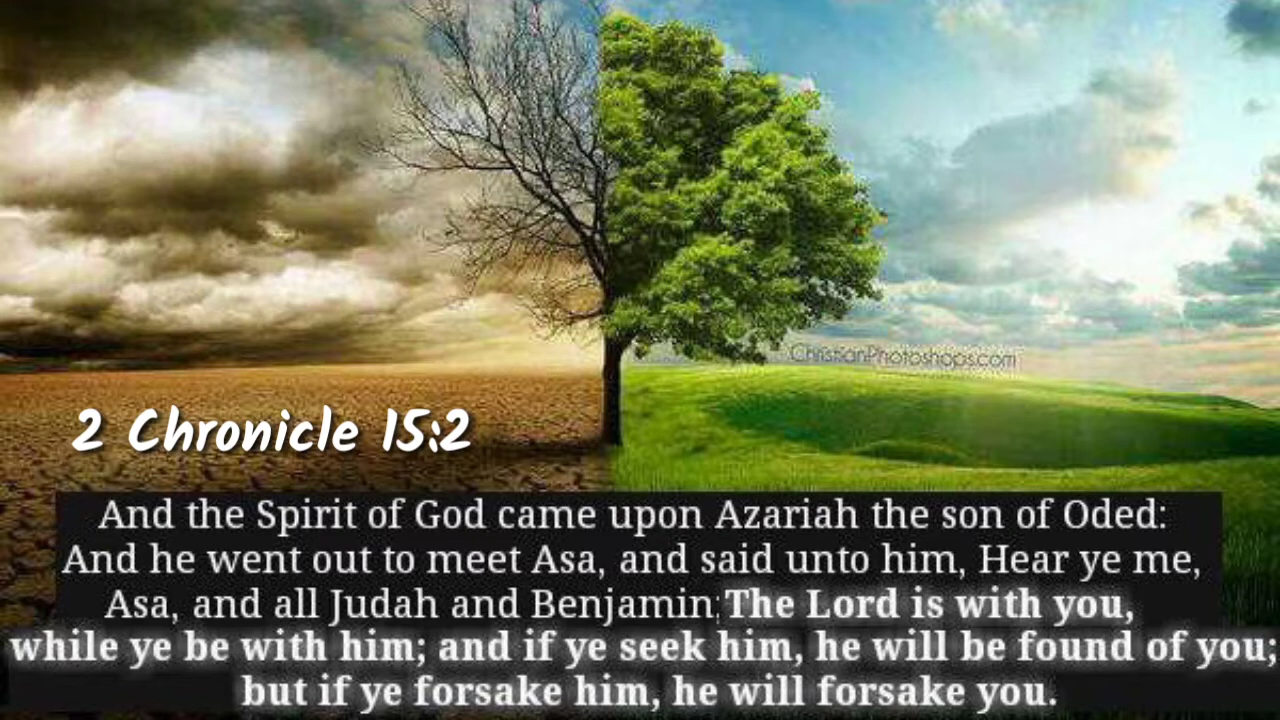 ChristianPhotoshops.com
2 Chronicle 15:2
And the Spirit of God came upon Azariah the son of Oded:
And he went out to meet Asa, and said unto him, Hear ye me,
Asa, and all Judah and Benjamin;The Lord is with you,
while ye be with him; and if ye seek him, he will be found of you;
but if ye forsake him, he will forsake you.